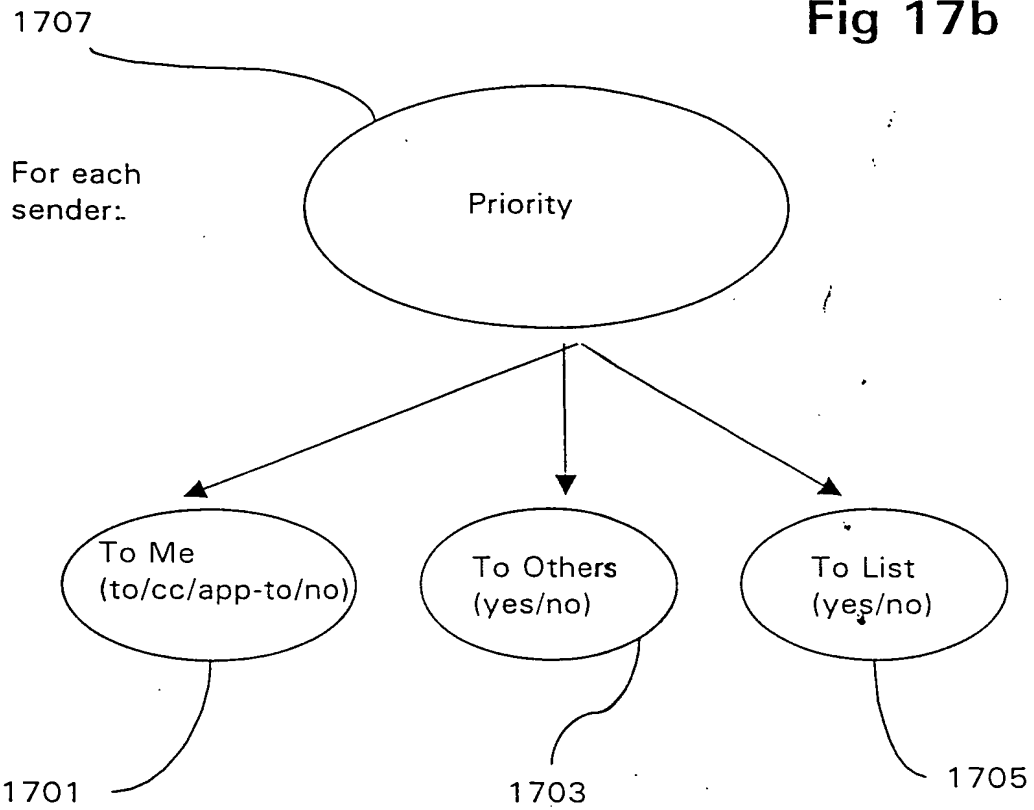 1707
Fig 17b
For each
sender:
Priority
To Me
(to/cc/app-to/no)
To Others
(yes/no)
To List
(yes/no)
1701
1703
1705